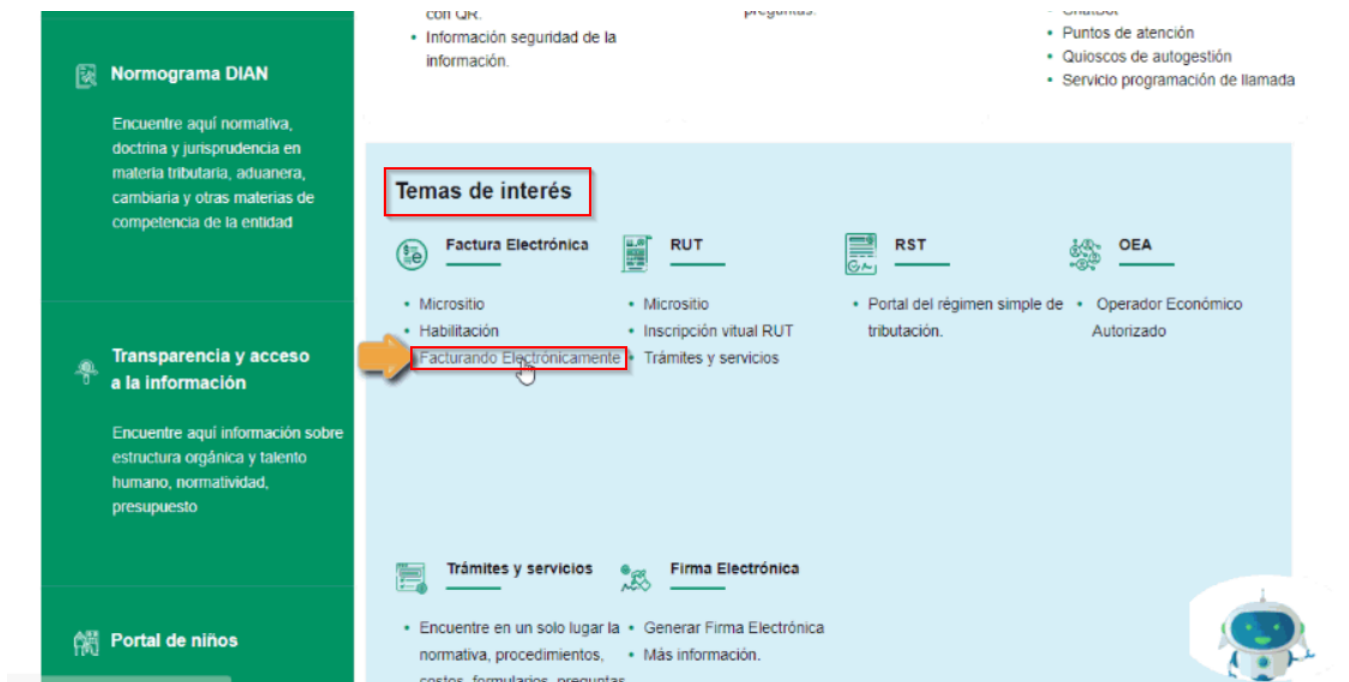 con QR.
• Información seguridad de la
información.
preguntas.
• Chatbot
• Puntos de atención
• Quioscos de autogestión
• Servicio programación de llamada
Normograma DIAN
Encuentre aquí normativa,
doctrina y jurisprudencia en
materia tributaria, aduanera,
cambiaria y otras materias de
competencia de la entidad
Transparencia y acceso
a la información
Encuentre aquí información sobre
estructura orgánica y talento
humano, normatividad,
presupuesto
Portal de niños
Temas de interés
Factura Electrónica
• Micrositio
• Habilitación
Facturando Electrónicamente
RUT
• Micrositio
• Inscripción vitual RUT
• Trámites y servicios
RST
• Portal del régimen simple de
tributación.
OEA
• Operador Económico
Autorizado
Trámites y servicios
• Encuentre en un solo lugar la
normativa, procedimientos,
costos, formularios, preguntas
Firma Electrónica
• Generar Firma Electrónica
• Más información.